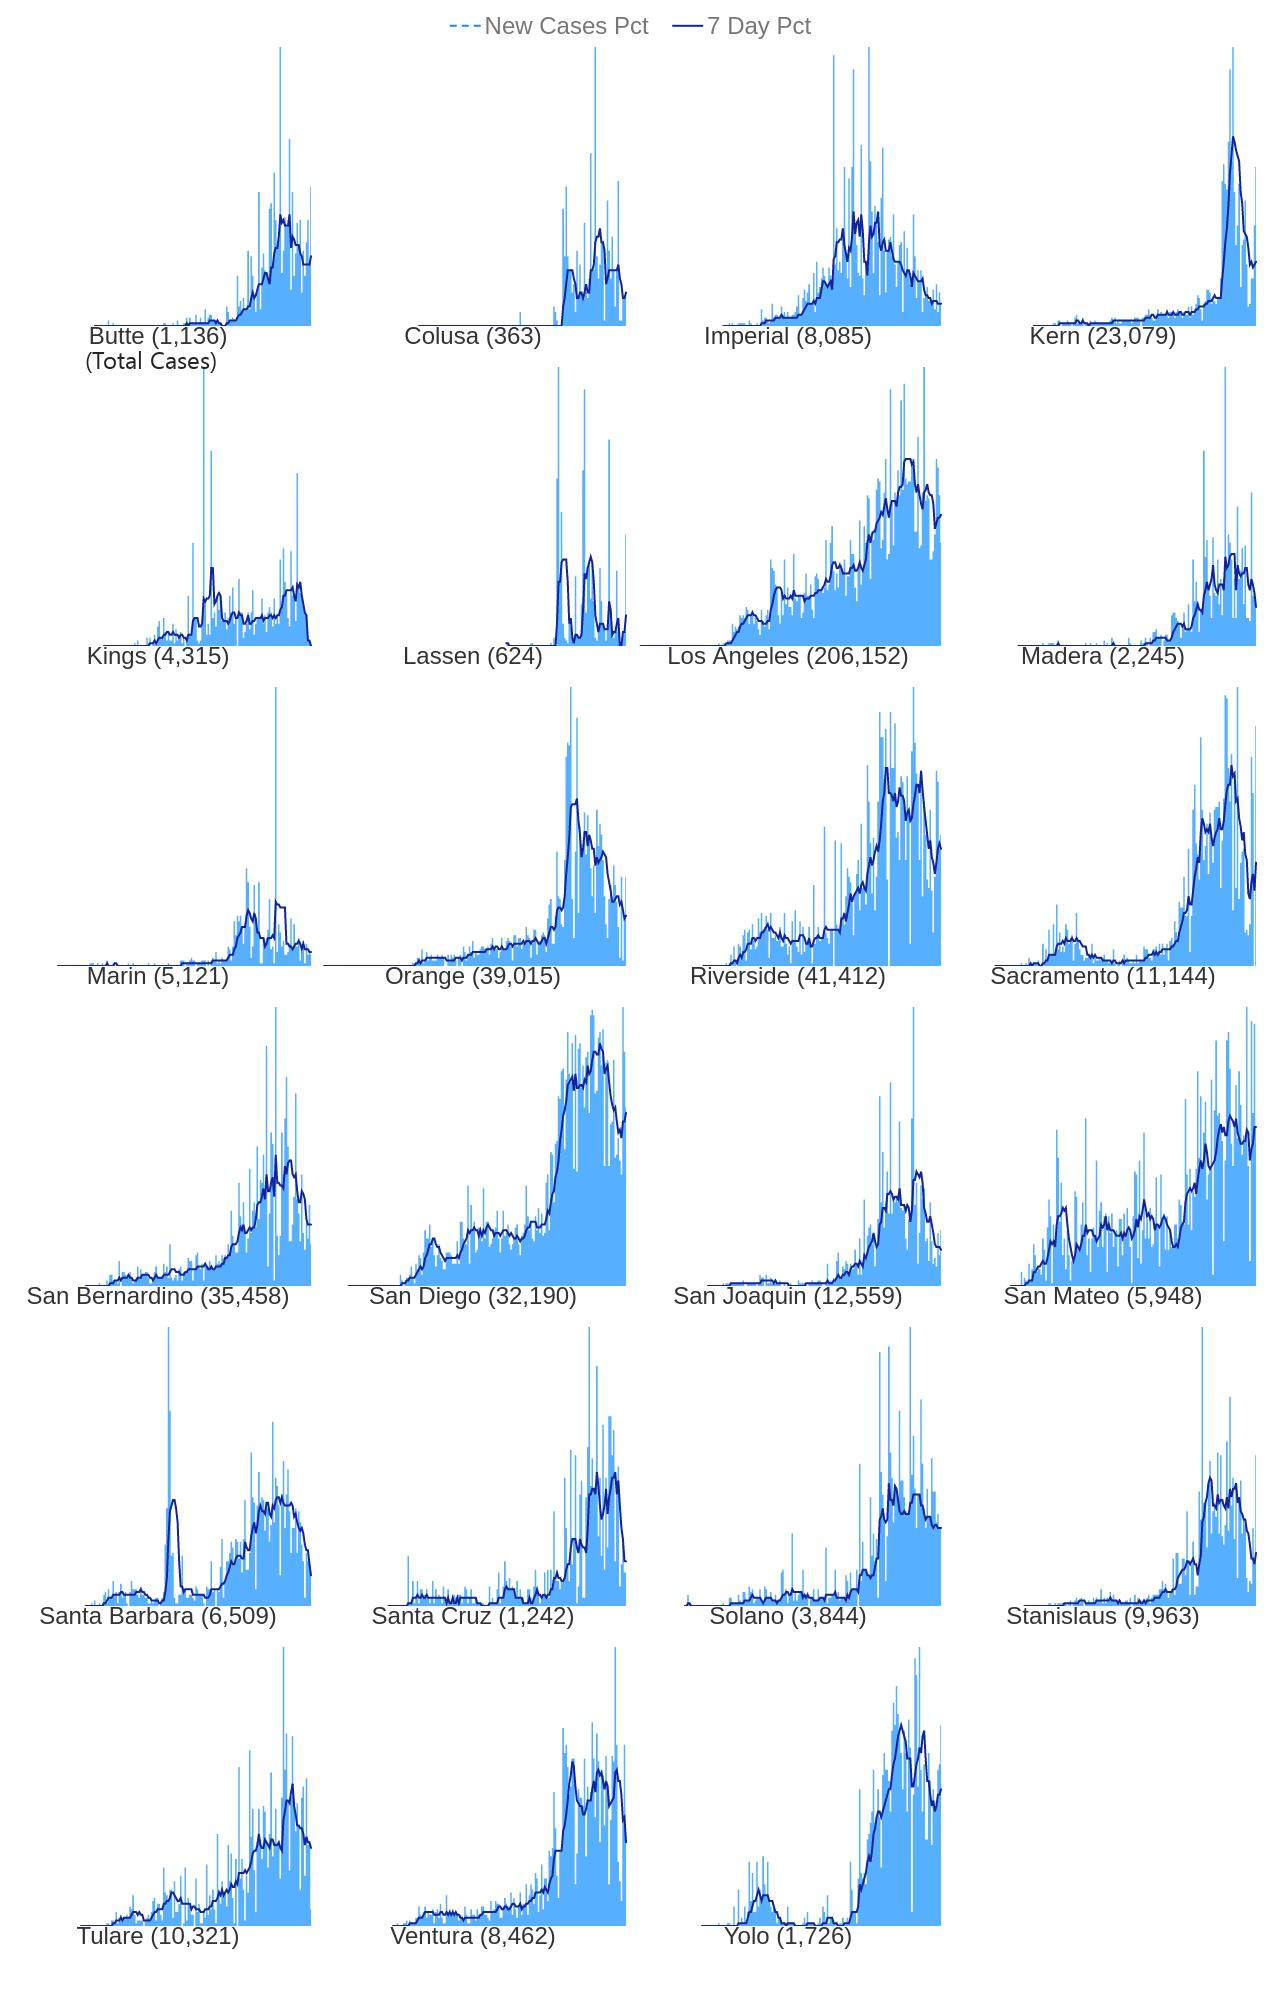 New Cases Pct 7 Day Pct
Butte (1,136) Colusa (363) Imperial (8,085) Kern (23,079)
(Total Cases)
Kings (4,315) Lassen (624) Los Angeles (206,152) Madera (2,245)
Marin (5,121) Orange (39,015) Riverside (41,412) Sacramento (11,144)
San Bernardino (35,458) San Diego (32,190) San Joaquin (12,559) San Mateo (5,948)
Santa Barbara (6,509) Santa Cruz (1,242) Solano (3,844) Stanislaus (9,963)
Tulare (10,321) Ventura (8,462) Yolo (1,726)